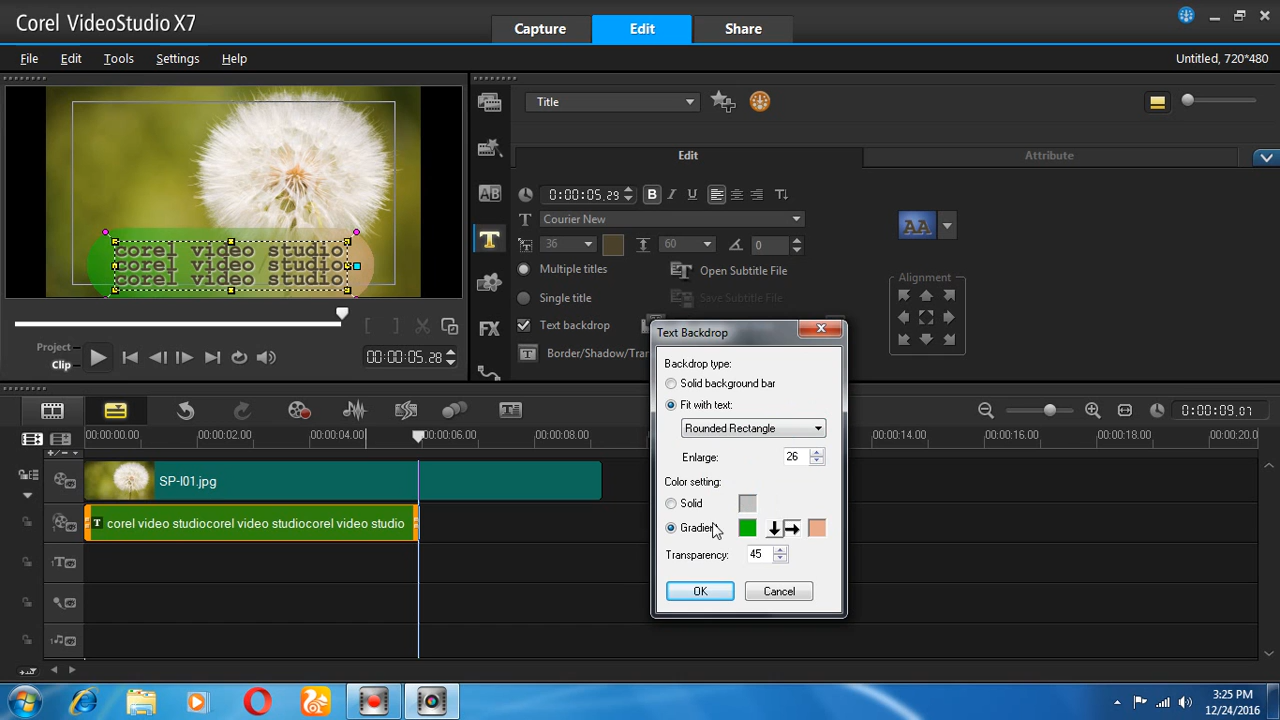 Corel VideoStudio X7
Capture
Edit
Share
File
Edit
Tools
Settings
Help
Untitled, 720*480
Title
Edit
Attribute
0:00:05.29
B
I
U
T
Courier New
36
60
0
AA
Multiple titles
Open Subtitle File
Single title
Save Subtitle File
Text backdrop
Border/Shadow/Tran
Alignment
corel video studio
corel video studio
corel video studio
Project
Clip
00:00:05.28
AB
T
FX
Text Backdrop
Backdrop type:
Solid background bar
Fit with text:
Rounded Rectangle
Enlarge:
26
Color setting:
Solid
Gradient
Transparency:
45
OK
Cancel
0:00:09.07
00:00:00.00
00:00:02.00
00:00:04.00
00:00:06.00
00:00:08.00
00:00:14.00
00:00:16.00
00:00:18.00
00:00:20.0
SP-I01.jpg
T
corel video studiocorel video studiocorel video studio
3:25 PM
12/24/2016